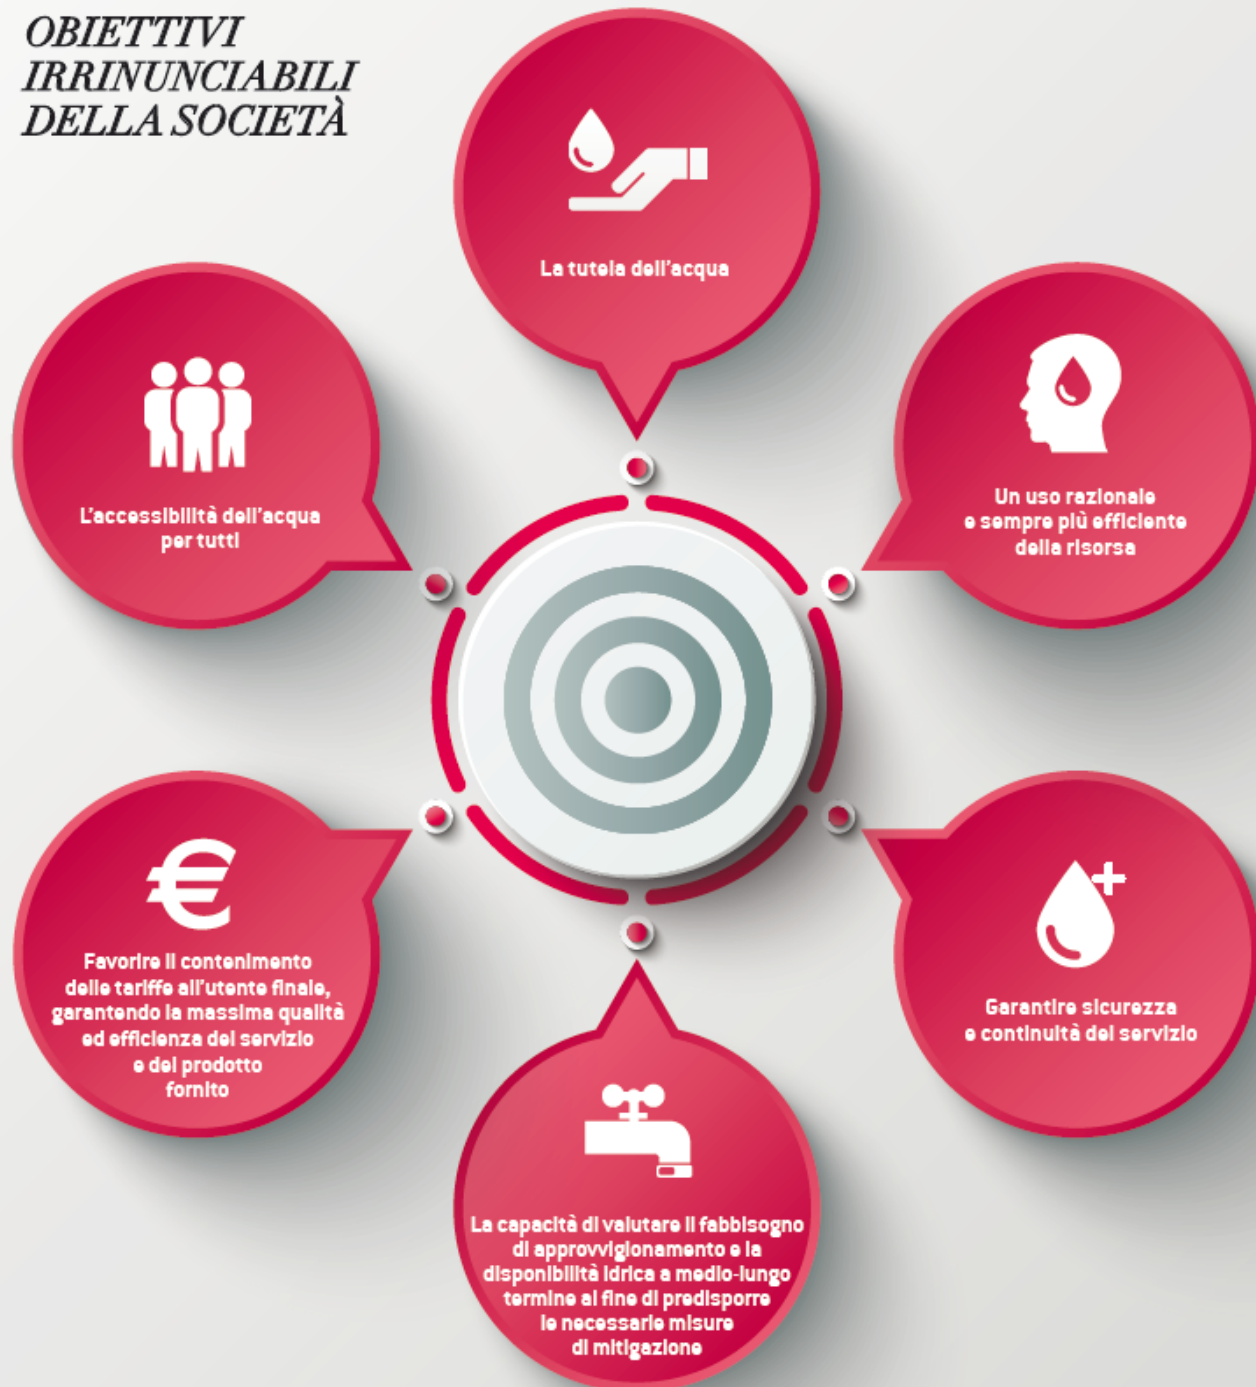 OBIETTIVI
IRRINUNCIABILI
DELLA SOCIETÀ
La tutela dell'acqua
L'accessibilità dell'acqua
per tutti
Un uso razionale
e sempre più efficiente
della risorsa
Favorire il contenimento
delle tariffe all'utente finale,
garantendo la massima qualità
ed efficienza del servizio
e del prodotto
fornito
Garantire sicurezza
e continuità del servizio
La capacità di valutare il fabbisogno
di approvvigionamento e la
disponibilità idrica a medio-lungo
termine al fine di predisporre
le necessarie misure
di mitigazione